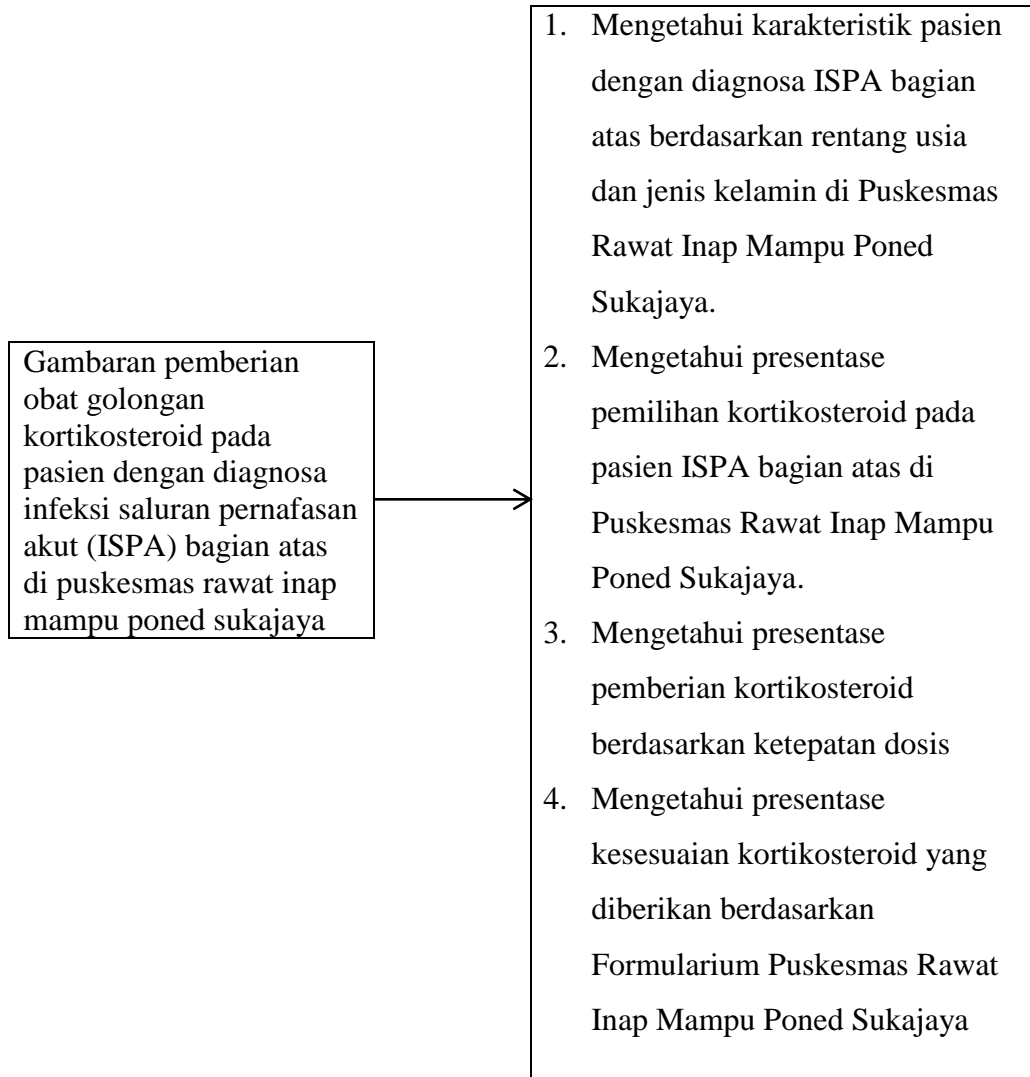 Gambaran pemberian
obat golongan
kortikosteroid pada
pasien dengan diagnosa
infeksi saluran pernafasan
akut (ISPA) bagian atas
di puskesmas rawat inap
mampu poned sukajaya
1. Mengetahui karakteristik pasien
dengan diagnosa ISPA bagian
atas berdasarkan rentang usia
dan jenis kelamin di Puskesmas
Rawat Inap Mampu Poned
Sukajaya.
2. Mengetahui presentase
pemilihan kortikosteroid pada
pasien ISPA bagian atas di
Puskesmas Rawat Inap Mampu
Poned Sukajaya.
3. Mengetahui presentase
pemberian kortikosteroid
berdasarkan ketepatan dosis
4. Mengetahui presentase
kesesuaian kortikosteroid yang
diberikan berdasarkan
Formularium Puskesmas Rawat
Inap Mampu Poned Sukajaya